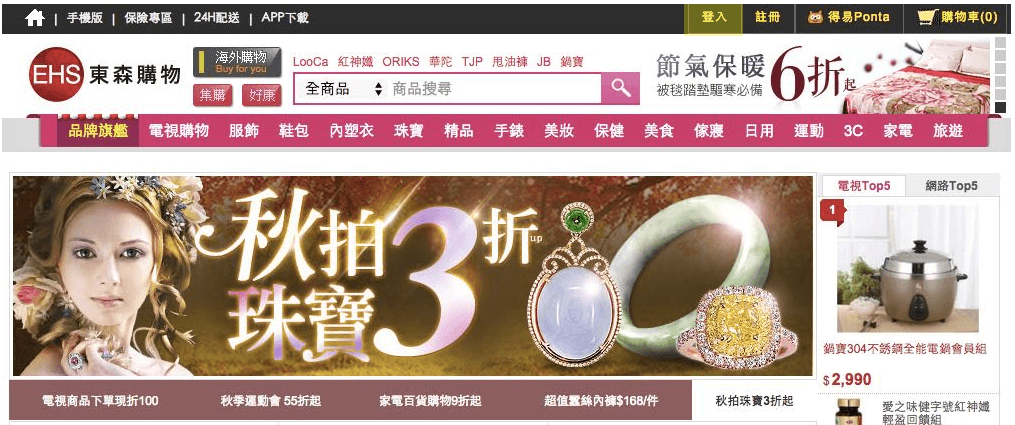 手機版 | 保險專區 | 24H配送 | APP下載
登入 註冊 得易Ponta 購物車(0)
EHS 東森購物
海外購物
Buy for you
集購 好康
LooCa 紅神孅 ORIKS 華陀 TJP 甩油褲 JB 鍋寶
全商品 商品搜尋
節氣保暖 6折起
被毯踏墊驅寒必備
品牌旗艦 電視購物 服飾 鞋包 內塑衣 珠寶 精品 手錶 美妝 保健 美食 傢寢 日用 運動 3C 家電 旅遊
秋拍珠寶3折up
電視商品下單現折100 秋季運動會 55折起 家電百貨購物9折起 超值蠶絲內褲$168/件 秋拍珠寶3折起
電視Top5 網路Top5
1
鍋寶304不銹鋼全能電鍋會員組
$2,990
愛之味健字號紅神孅
輕盈回饋組